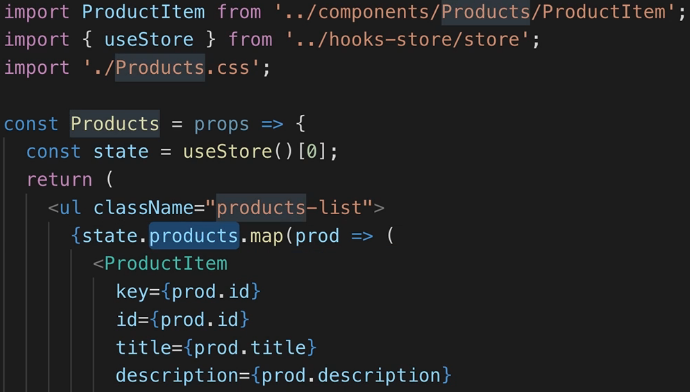 import ProductItem from '../components/Products/ProductItem';
import { useStore } from '../hooks-store/store';
import './Products.css';
const Products = props => {
const state = useStore()[0];
return (
<ul className="products-list">
{state.products.map(prod => (
<ProductItem
key={prod.id}
id={prod.id}
title={prod.title}
description={prod.description}